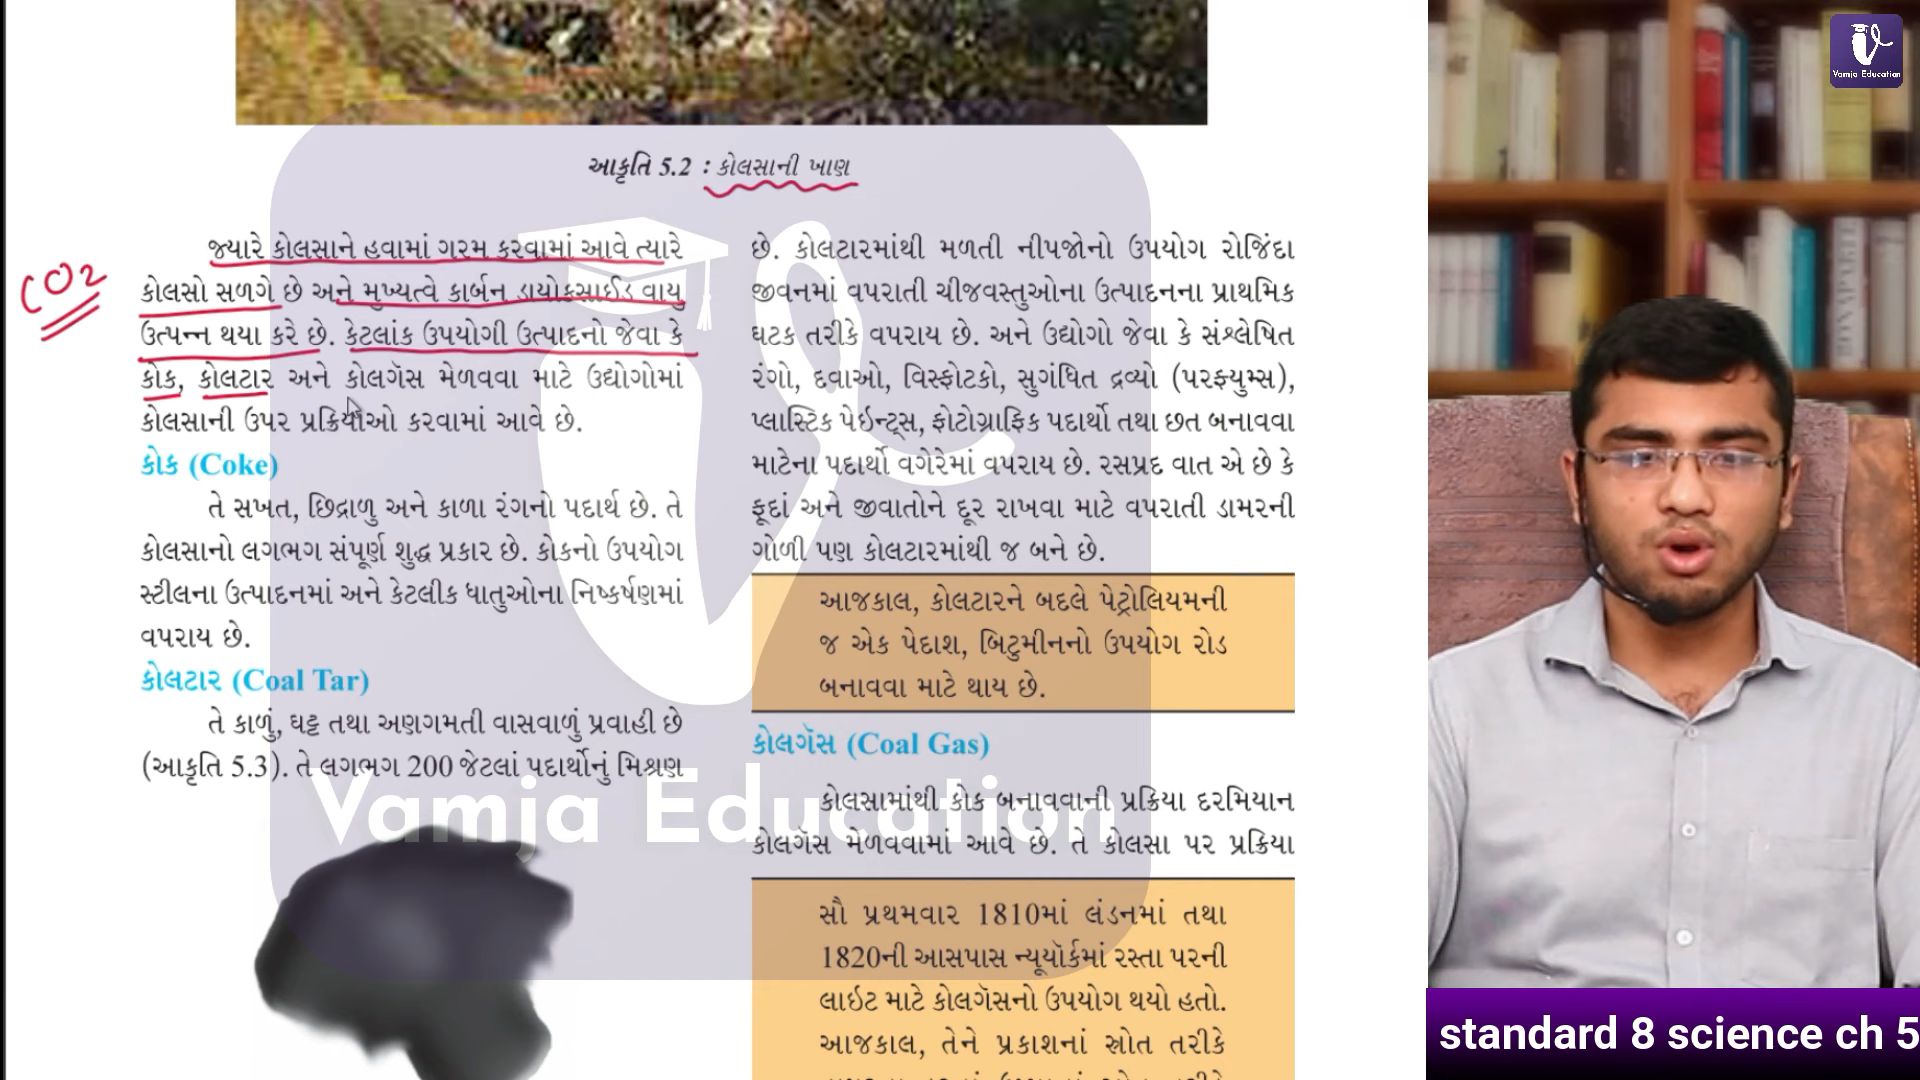 આકૃતિ 5.2 : કોલસાની ખાણ
CO2
જ્યારે કોલસાને હવામાં ગરમ કરવામાં આવે ત્યારે
કોલસો સળગે છે અને મુખ્યત્વે કાર્બન ડાયોક્સાઈડ વાયુ
ઉત્પન્ન થયા કરે છે. કેટલાંક ઉપયોગી ઉત્પાદનો જેવા કે
કોક, કોલટાર અને કોલગૅસ મેળવવા માટે ઉદ્યોગોમાં
કોલસાની ઉપર પ્રક્રિયાઓ કરવામાં આવે છે.
કોક (Coke)
તે સખત, છિદ્રાળુ અને કાળા રંગનો પદાર્થ છે. તે
કોલસાનો લગભગ સંપૂર્ણ શુદ્ધ પ્રકાર છે. કોકનો ઉપયોગ
સ્ટીલના ઉત્પાદનમાં અને કેટલીક ધાતુઓના નિષ્કર્ષણમાં
વપરાય છે.
કોલટાર (Coal Tar)
તે કાળું, ઘટ્ટ તથા અણગમતી વાસવાળું પ્રવાહી છે
(આકૃતિ 5.3). તે લગભગ 200 જેટલાં પદાર્થોનું મિશ્રણ
છે. કોલટારમાંથી મળતી નીપજોનો ઉપયોગ રોજિંદા
જીવનમાં વપરાતી ચીજવસ્તુઓના ઉત્પાદનના પ્રાથમિક
ઘટક તરીકે વપરાય છે. અને ઉદ્યોગો જેવા કે સંશ્લેષિત
રંગો, દવાઓ, વિસ્ફોટકો, સુગંધિત દ્રવ્યો (પરફ્યુમ્સ),
પ્લાસ્ટિક પેઇન્ટ્સ, ફોટોગ્રાફિક પદાર્થો તથા છત બનાવવા
માટેના પદાર્થો વગેરેમાં વપરાય છે. રસપ્રદ વાત એ છે કે
ફૂદાં અને જીવાતોને દૂર રાખવા માટે વપરાતી ડામરની
ગોળી પણ કોલટારમાંથી જ બને છે.
આજકાલ, કોલટારને બદલે પેટ્રોલિયમની
જ એક પેદાશ, બિટુમીનનો ઉપયોગ રોડ
બનાવવા માટે થાય છે.
કોલગૅસ (Coal Gas)
કોલસામાંથી કોક બનાવવાની પ્રક્રિયા દરમિયાન
કોલગૅસ મેળવવામાં આવે છે. તે કોલસા પર પ્રક્રિયા
સૌ પ્રથમવાર 1810માં લંડનમાં તથા
1820ની આસપાસ ન્યૂયૉર્કમાં રસ્તા પરની
લાઇટ માટે કોલગૅસનો ઉપયોગ થયો હતો.
આજકાલ, તેને પ્રકાશનાં સ્રોત તરીકે
Vamja Education
Vamja Education
standard 8 science ch 5